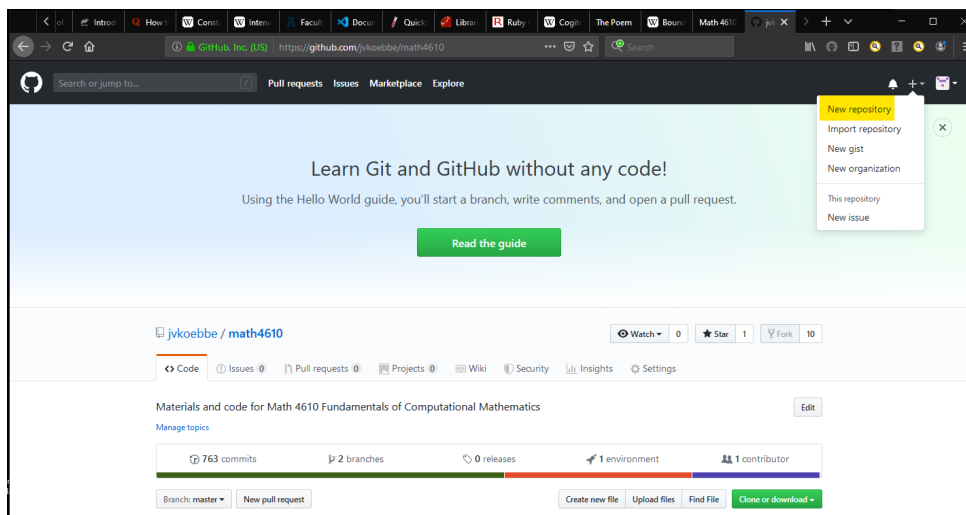 of Introd How t Const Interv Facult Docur Quick Librar Ruby Cogito The Poem Bound Math 4610 jvk
GitHub, Inc. (US) https://github.com/jvkoebbe/math4610 Search
Search or jump to... / Pull requests Issues Marketplace Explore
New repository
Import repository
New gist
New organization
This repository
New issue
Learn Git and GitHub without any code!
Using the Hello World guide, you'll start a branch, write comments, and open a pull request.
Read the guide
jvkoebbe / math4610 Watch 0 Star 1 Fork 10
Code Issues 0 Pull requests 0 Projects 0 Wiki Security Insights Settings
Materials and code for Math 4610 Fundamentals of Computational Mathematics Edit
Manage topics
763 commits 2 branches 0 releases 1 environment 1 contributor
Branch: master New pull request Create new file Upload files Find File Clone or download